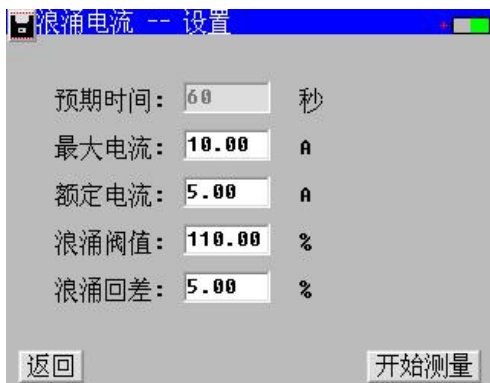 浪涌电流 -- 设置
预期时间: 60 秒
最大电流: 10.00 A
额定电流: 5.00 A
浪涌阀值: 110.00 %
浪涌回差: 5.00 %
返回 开始测量